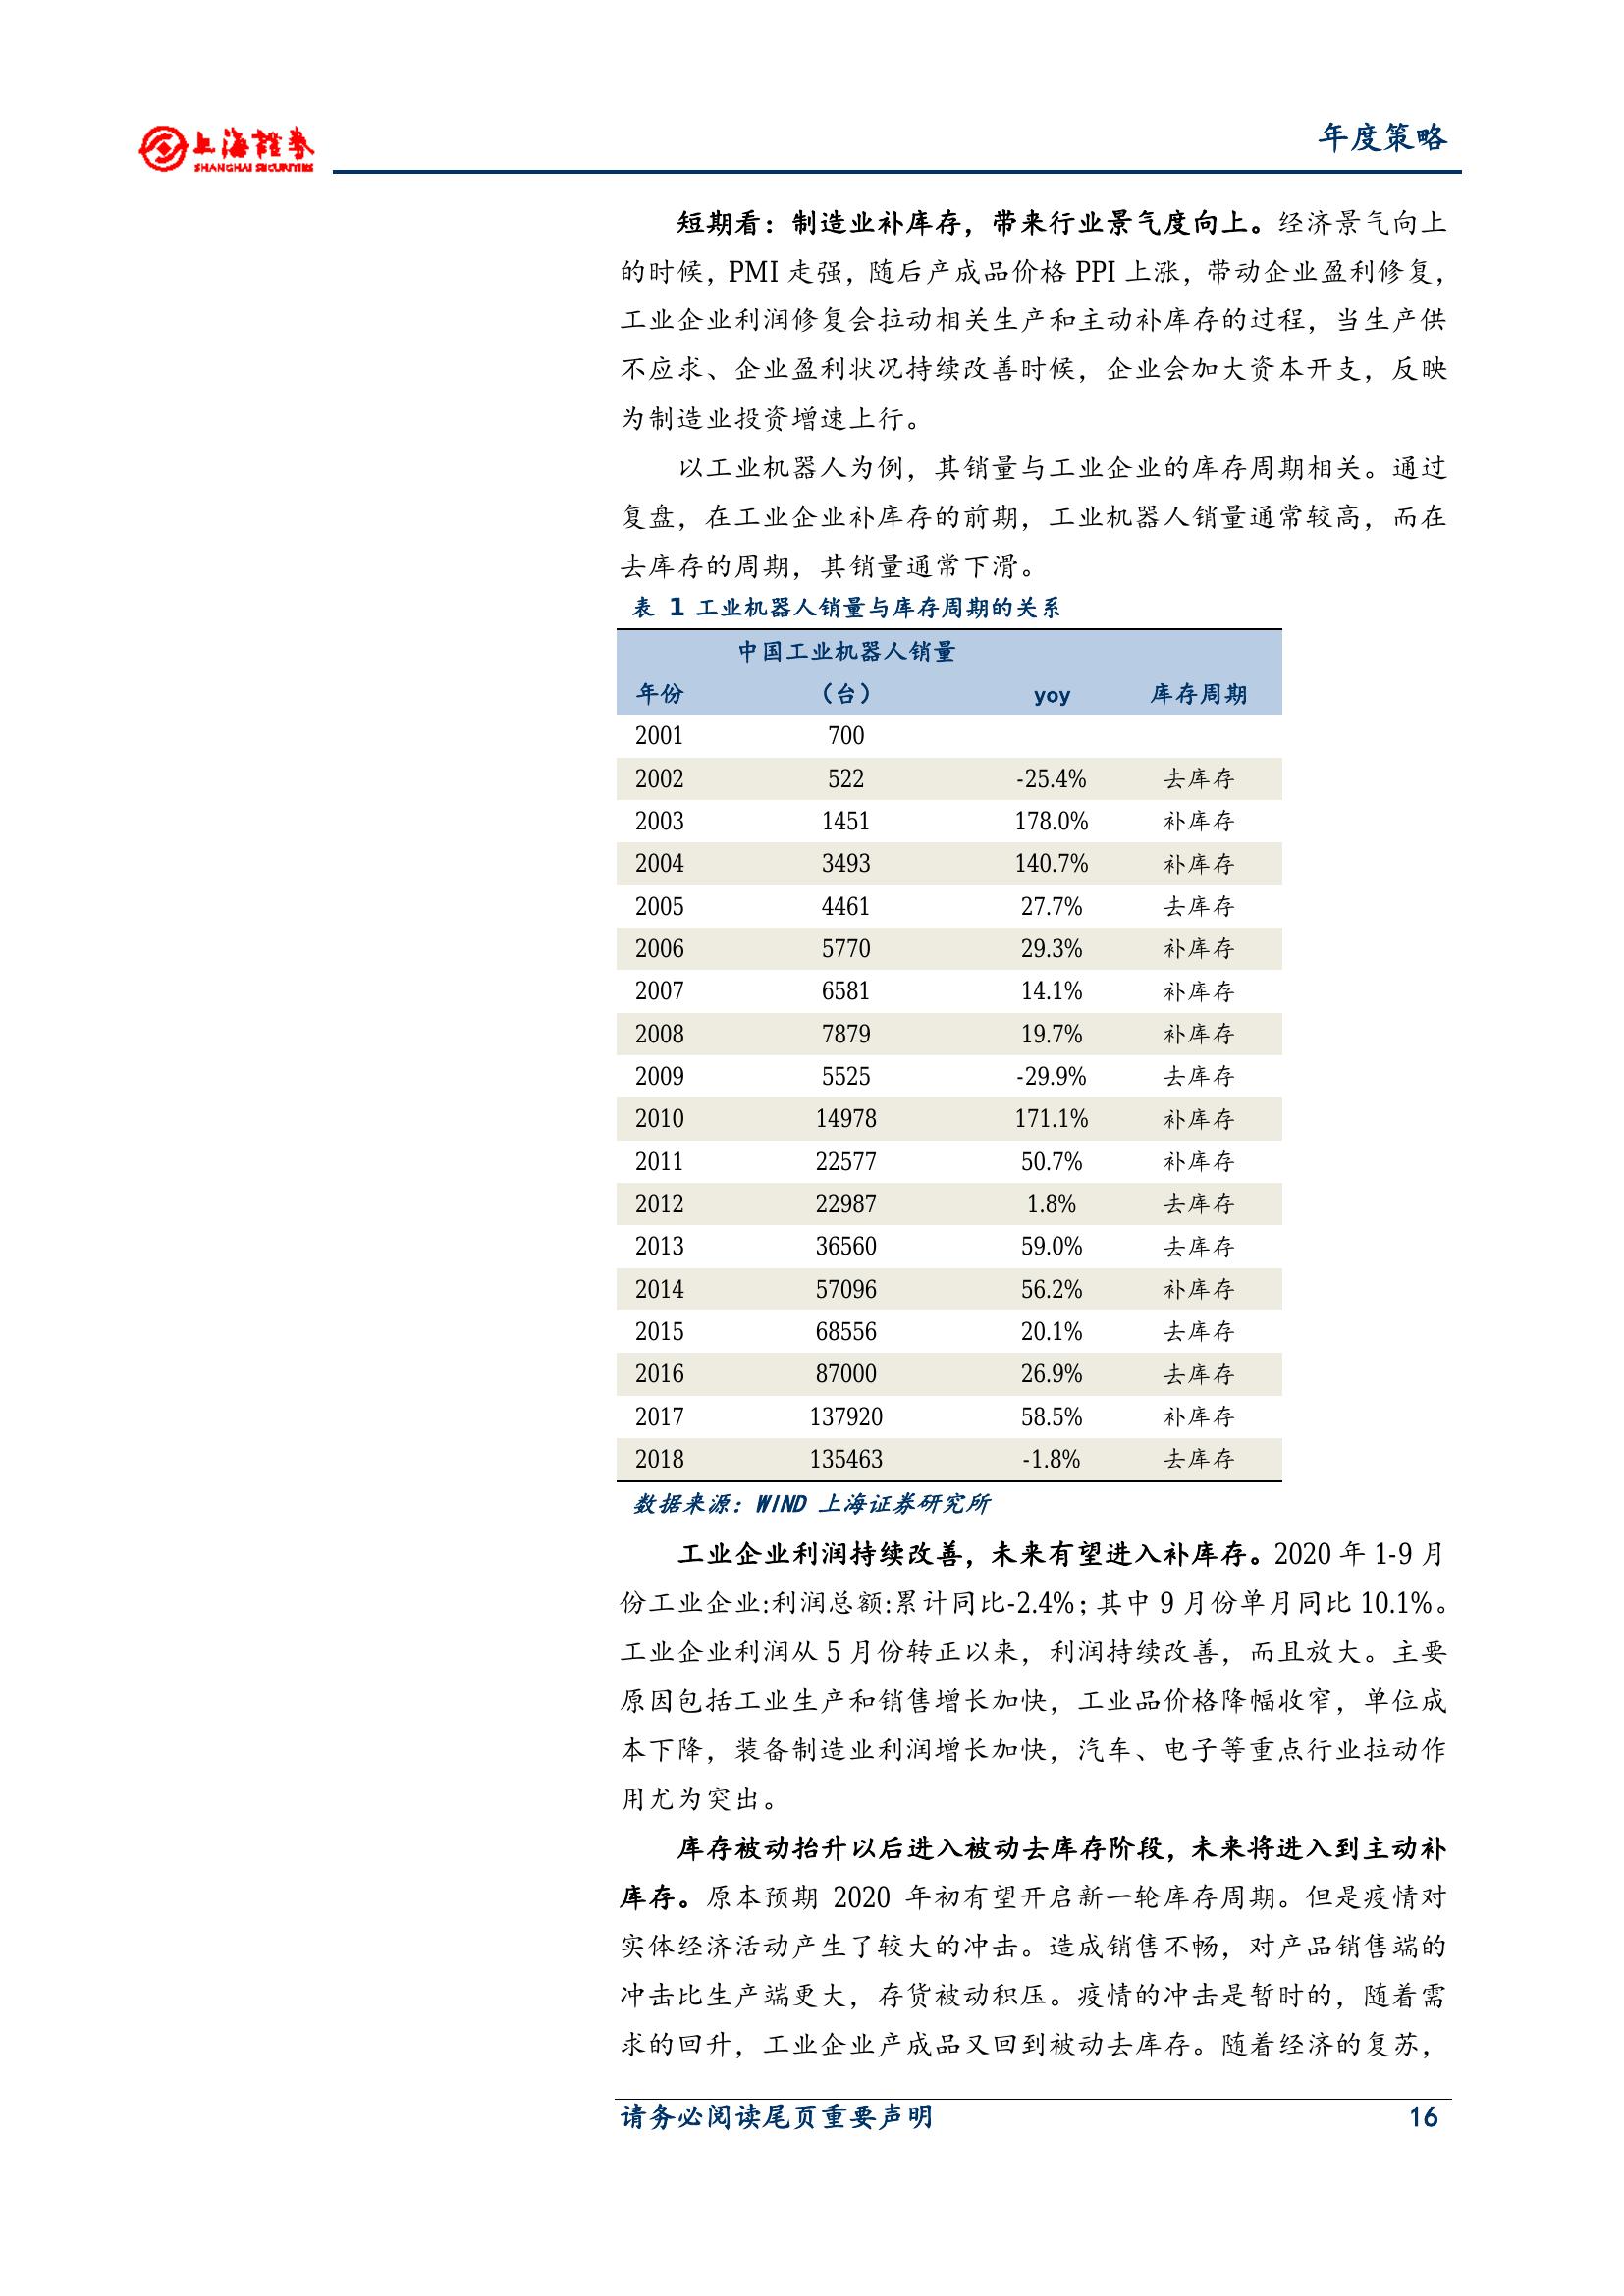 上海證券
SHANGHAI SECURITIES
年度策略
短期看：制造业补库存，带来行业景气度向上。经济景气向上
的时候，PMI 走强，随后产成品价格 PPI 上涨，带动企业盈利修复，
工业企业利润修复会拉动相关生产和主动补库存的过程，当生产供
不应求、企业盈利状况持续改善时候，企业会加大资本开支，反映
为制造业投资增速上行。
以工业机器人为例，其销量与工业企业的库存周期相关。通过
复盘，在工业企业补库存的前期，工业机器人销量通常较高，而在
去库存的周期，其销量通常下滑。
表 1 工业机器人销量与库存周期的关系
中国工业机器人销量
年份 （台） yoy 库存周期
2001 700
2002 522 -25.4% 去库存
2003 1451 178.0% 补库存
2004 3493 140.7% 补库存
2005 4461 27.7% 去库存
2006 5770 29.3% 补库存
2007 6581 14.1% 补库存
2008 7879 19.7% 补库存
2009 5525 -29.9% 去库存
2010 14978 171.1% 补库存
2011 22577 50.7% 补库存
2012 22987 1.8% 去库存
2013 36560 59.0% 去库存
2014 57096 56.2% 补库存
2015 68556 20.1% 去库存
2016 87000 26.9% 去库存
2017 137920 58.5% 补库存
2018 135463 -1.8% 去库存
数据来源：WIND 上海证券研究所
工业企业利润持续改善，未来有望进入补库存。2020 年 1-9 月
份工业企业:利润总额:累计同比-2.4%；其中 9 月份单月同比 10.1%。
工业企业利润从 5 月份转正以来，利润持续改善，而且放大。主要
原因包括工业生产和销售增长加快，工业品价格降幅收窄，单位成
本下降，装备制造业利润增长加快，汽车、电子等重点行业拉动作
用尤为突出。
库存被动抬升以后进入被动去库存阶段，未来将进入到主动补
库存。原本预期 2020 年初有望开启新一轮库存周期。但是疫情对
实体经济活动产生了较大的冲击。造成销售不畅，对产品销售端的
冲击比生产端更大，存货被动积压。疫情的冲击是暂时的，随着需
求的回升，工业企业产成品又回到被动去库存。随着经济的复苏，
请务必阅读尾页重要声明 16